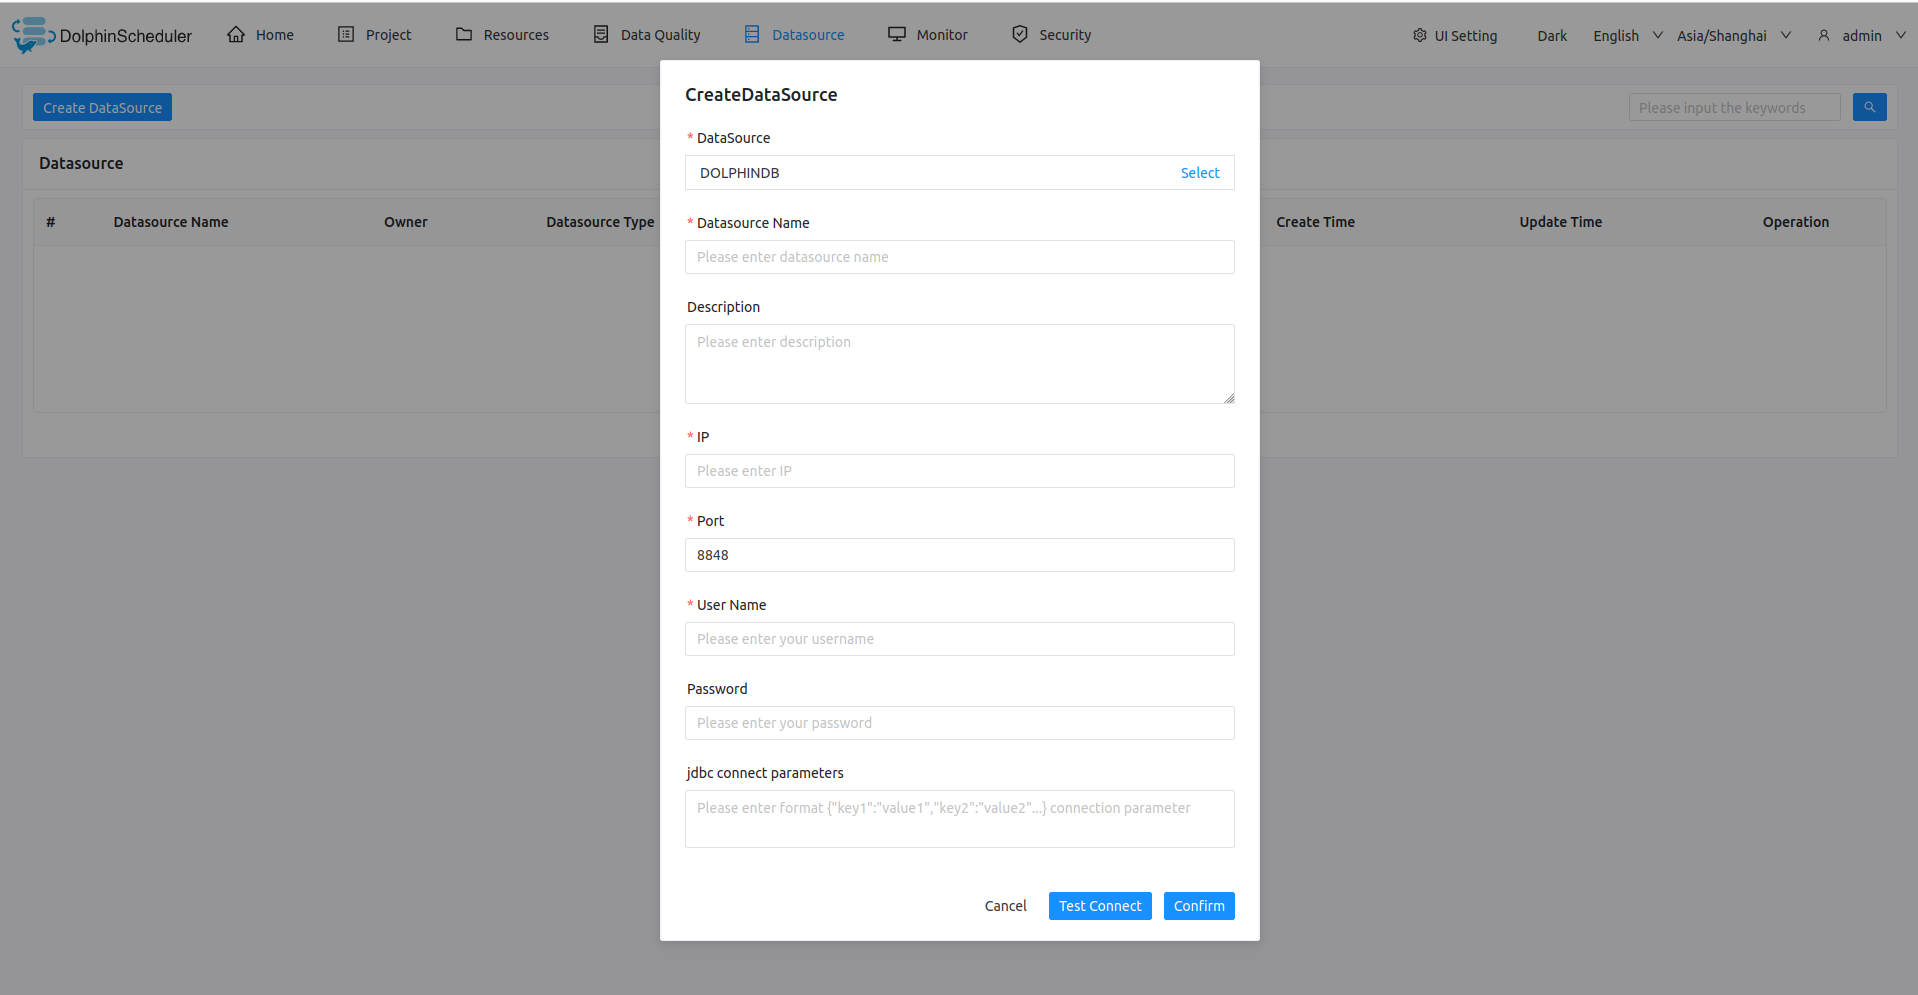 DolphinScheduler Home Project Resources Data Quality Datasource Monitor Security UI Setting Dark English Asia/Shanghai admin
Create DataSource Please input the keywords
Datasource
# Datasource Name Owner Datasource Type Create Time Update Time Operation
CreateDataSource
* DataSource
DOLPHINDB Select
* Datasource Name
Please enter datasource name
Description
Please enter description
* IP
Please enter IP
* Port
8848
* User Name
Please enter your username
Password
Please enter your password
jdbc connect parameters
Please enter format {"key1":"value1","key2":"value2"...} connection parameter
Cancel Test Connect Confirm